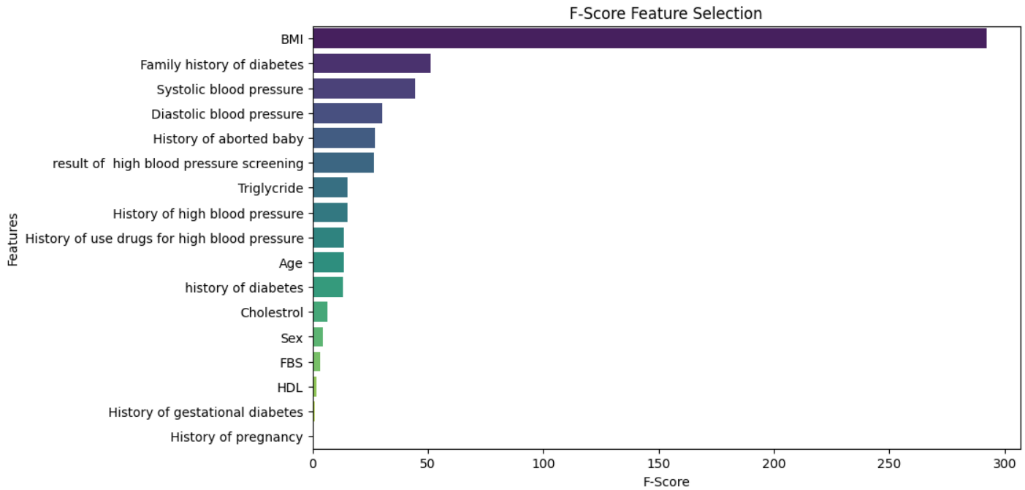 F-Score Feature Selection
BMI
Family history of diabetes
Systolic blood pressure
Diastolic blood pressure
History of aborted baby
result of  high blood pressure screening
Triglycride
History of high blood pressure
History of use drugs for high blood pressure
Age
history of diabetes
Cholestrol
Sex
FBS
HDL
History of gestational diabetes
History of pregnancy
Features
0 50 100 150 200 250 300
F-Score